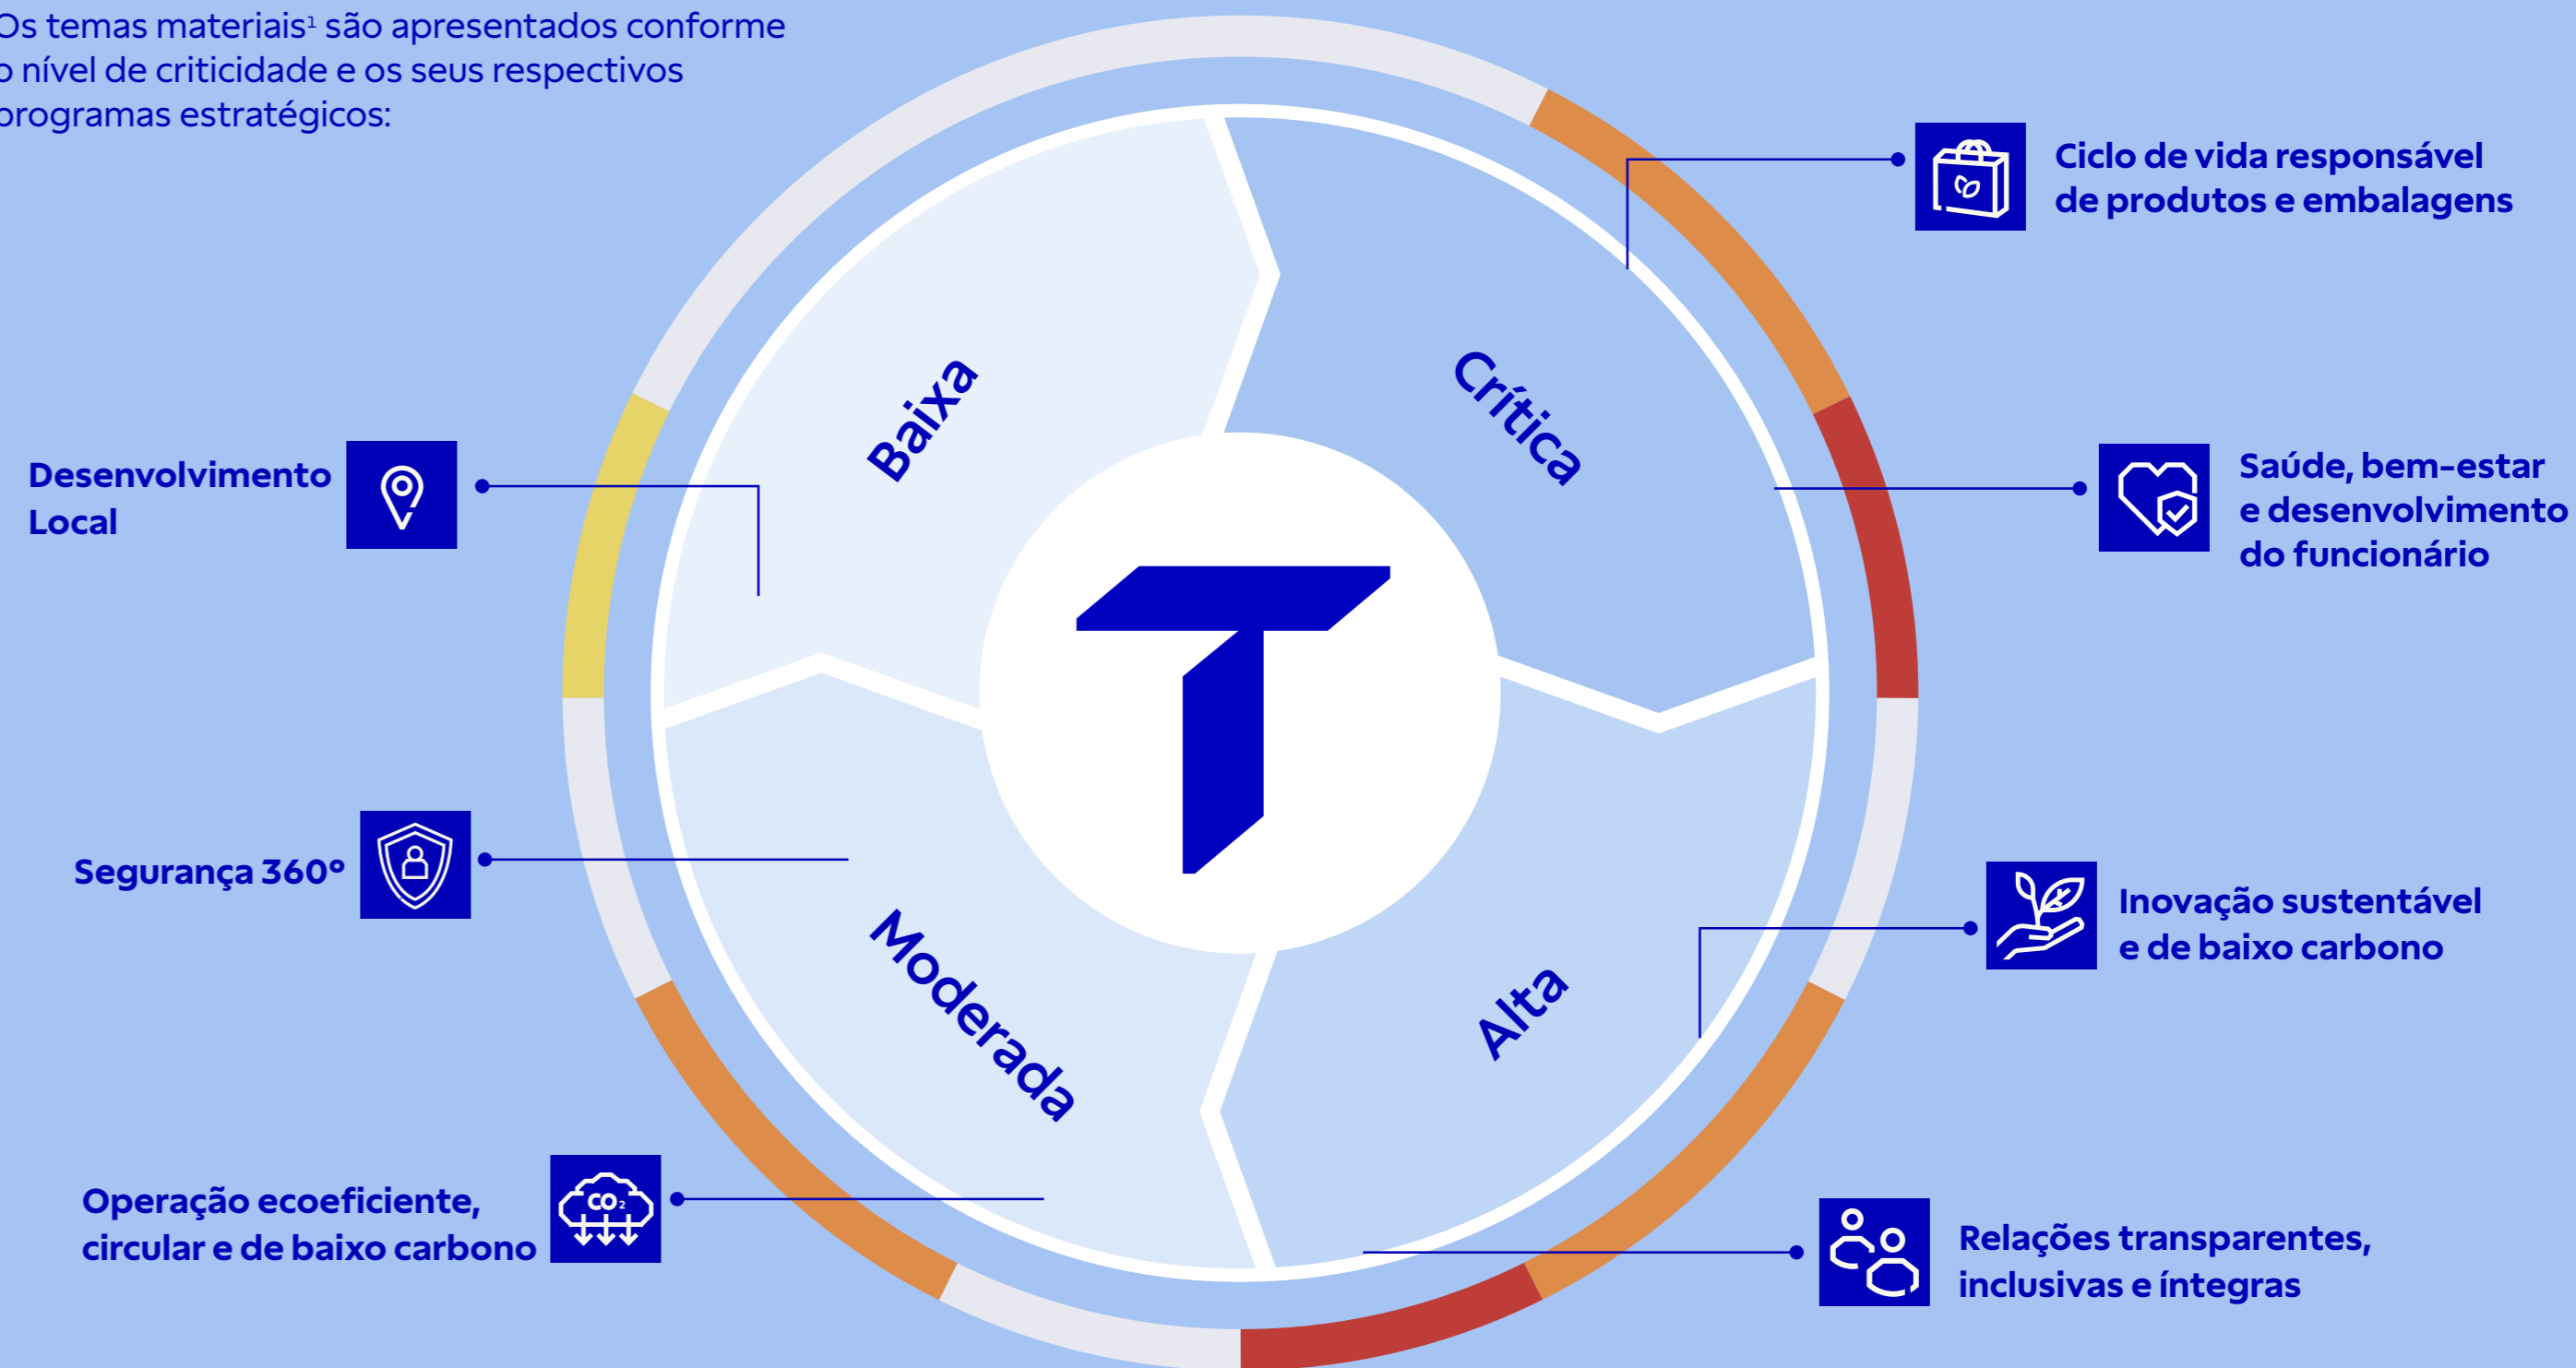 Os temas materiais¹ são apresentados conforme
o nível de criticidade e os seus respectivos
programas estratégicos:
Ciclo de vida responsável
de produtos e embalagens
Baixa
Crítica
Desenvolvimento
Local
Saúde, bem-estar
e desenvolvimento
do funcionário
Segurança 360°
Inovação sustentável
e de baixo carbono
Moderada
Alta
Operação ecoeficiente,
circular e de baixo carbono
CO₂
Relações transparentes,
inclusivas e íntegras